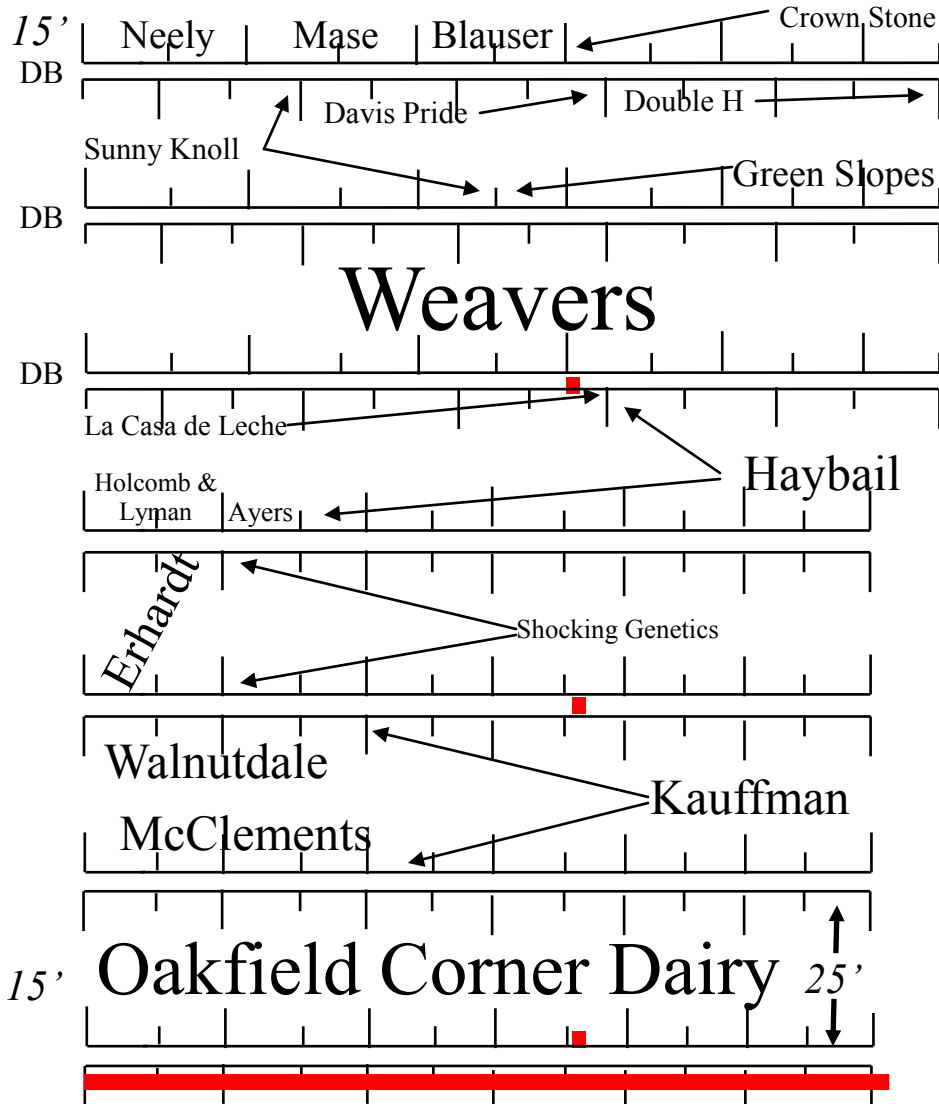 Crown Stone
15’ Neely Mase Blauser
DB
Davis Pride Double H
Sunny Knoll
Green Slopes
DB
Weavers
DB
La Casa de Leche
Haybail
Holcomb &
Lyman Ayers
Erhardt
Shocking Genetics
Walnutdale
Kauffman
McClements
Oakfield Corner Dairy
15’ 25’